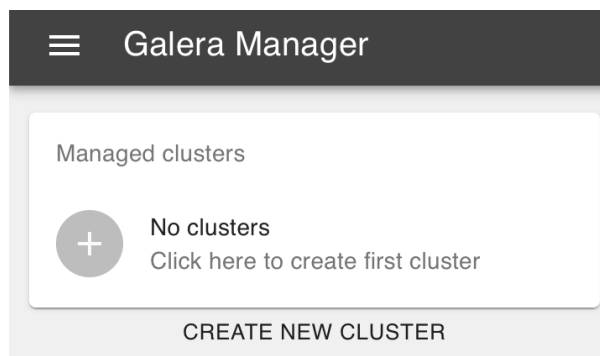 Galera Manager
Managed clusters
No clusters
Click here to create first cluster
CREATE NEW CLUSTER